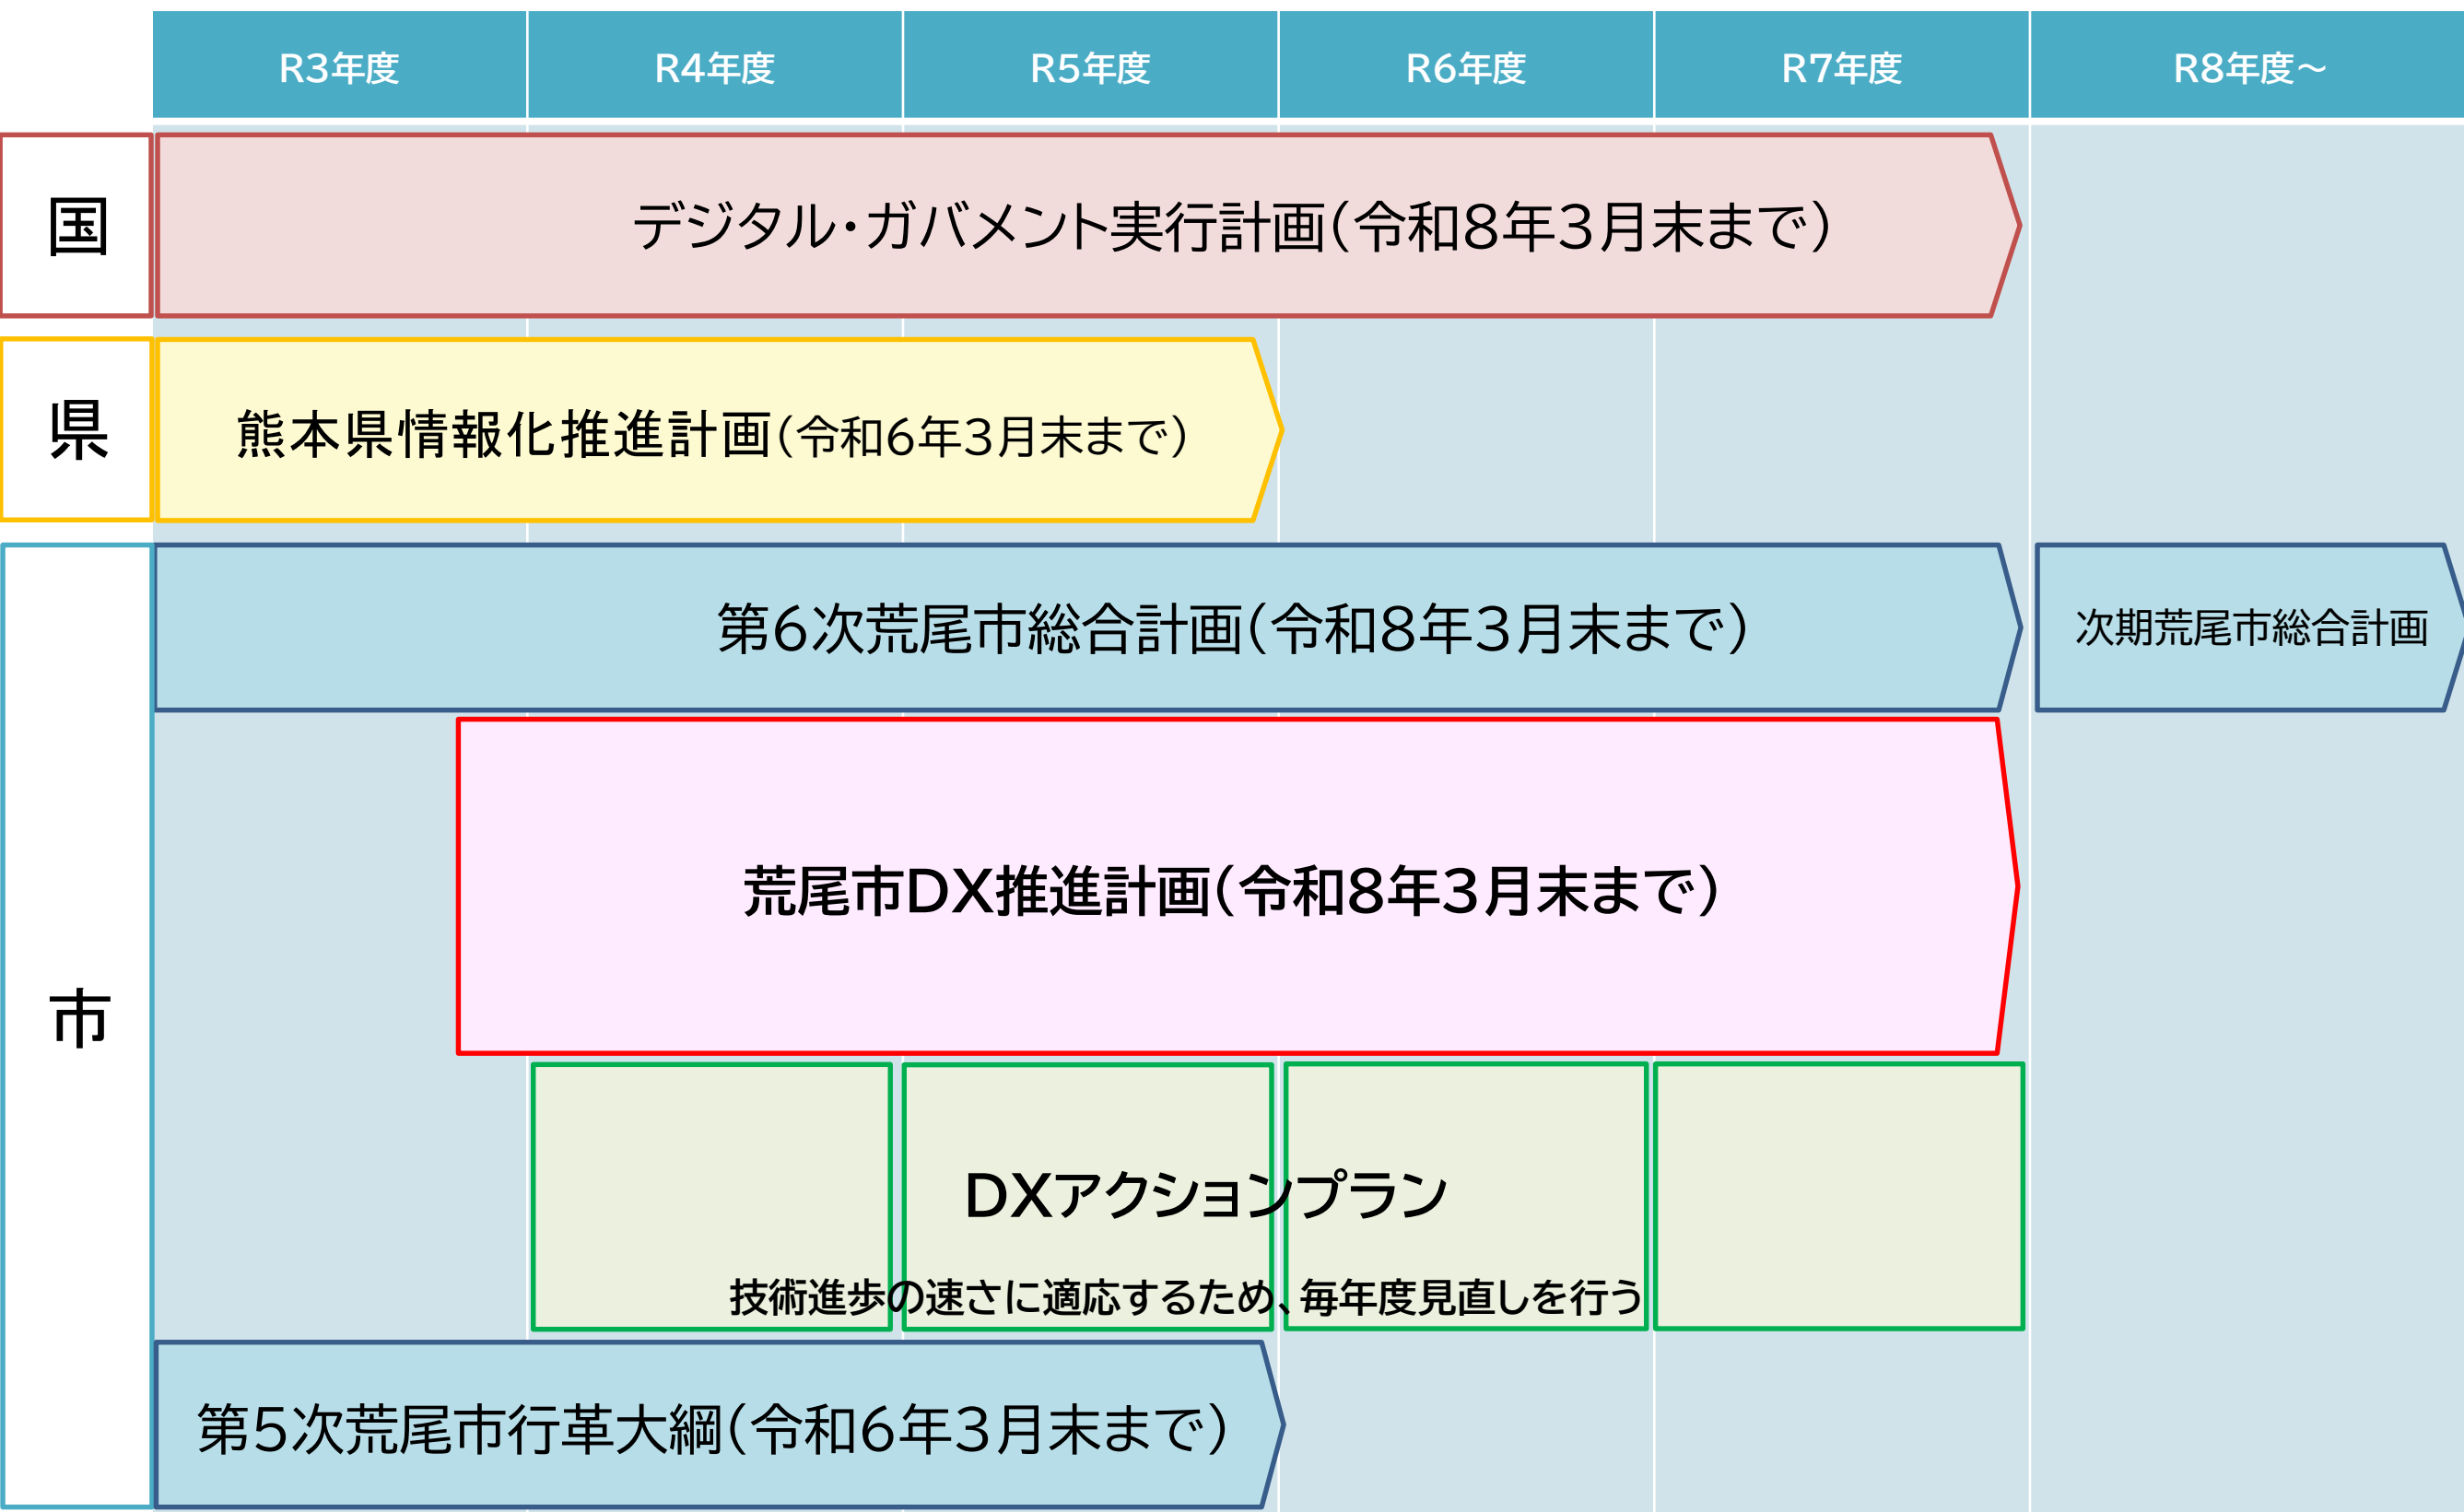 R3年度 R4年度 R5年度 R6年度 R7年度 R8年度~
国
デジタル・ガバメント実行計画(令和8年3月末まで)
県
熊本県情報化推進計画(令和6年3月末まで)
市
第6次荒尾市総合計画(令和8年3月末まで)
次期荒尾市総合計画
荒尾市DX推進計画(令和8年3月末まで)
DXアクションプラン
技術進歩の速さに適応するため、毎年度見直しを行う
第5次荒尾市行革大綱(令和6年3月末まで)